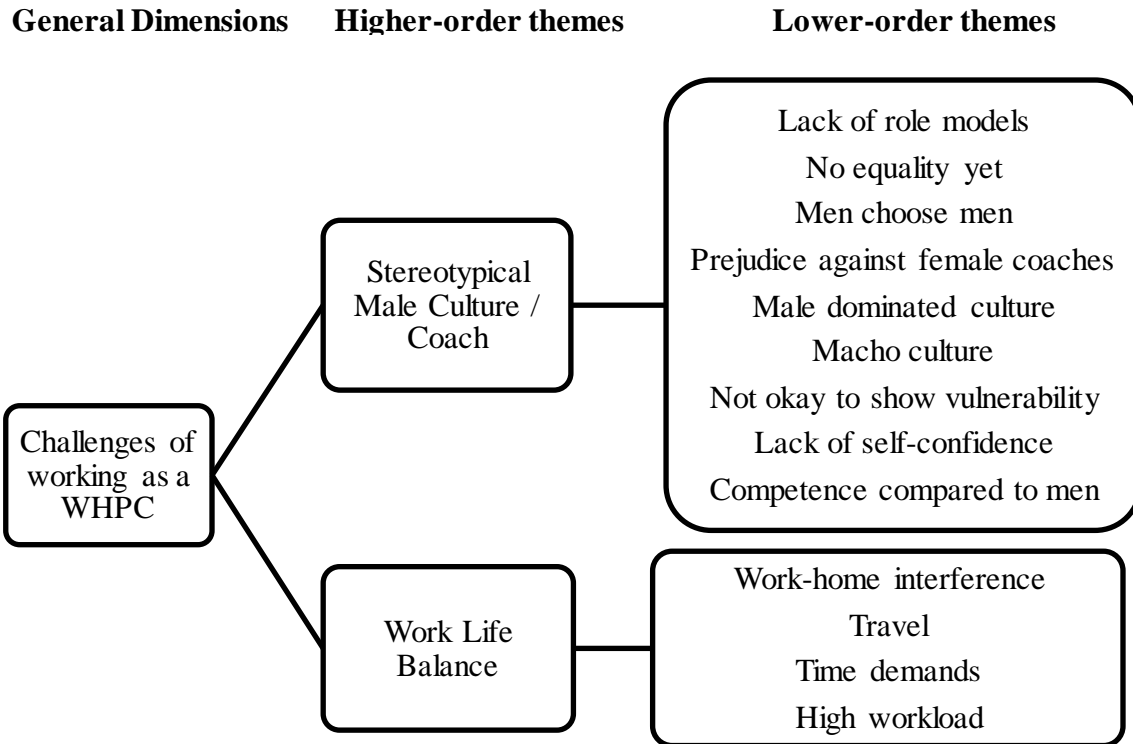 General Dimensions
Higher-order themes
Lower-order themes
Challenges of
working as a
WHPC
Stereotypical
Male Culture /
Coach
Work Life
Balance
Lack of role models
No equality yet
Men choose men
Prejudice against female coaches
Male dominated culture
Macho culture
Not okay to show vulnerability
Lack of self-confidence
Competence compared to men
Work-home interference
Travel
Time demands
High workload